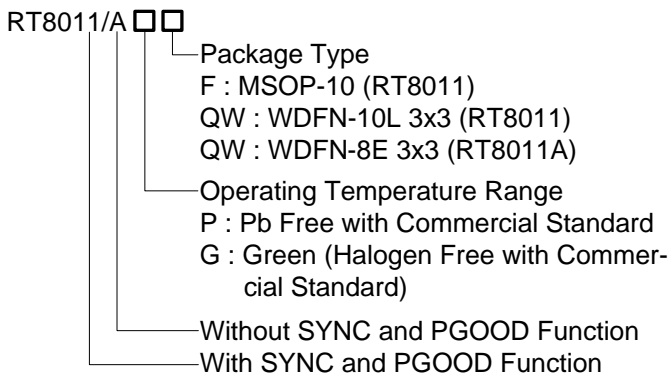 RT8011/A
Package Type
F : MSOP-10 (RT8011)
QW : WDFN-10L 3x3 (RT8011)
QW : WDFN-8E 3x3 (RT8011A)
Operating Temperature Range
P : Pb Free with Commercial Standard
G : Green (Halogen Free with Commer-
cial Standard)
Without SYNC and PGOOD Function
With SYNC and PGOOD Function